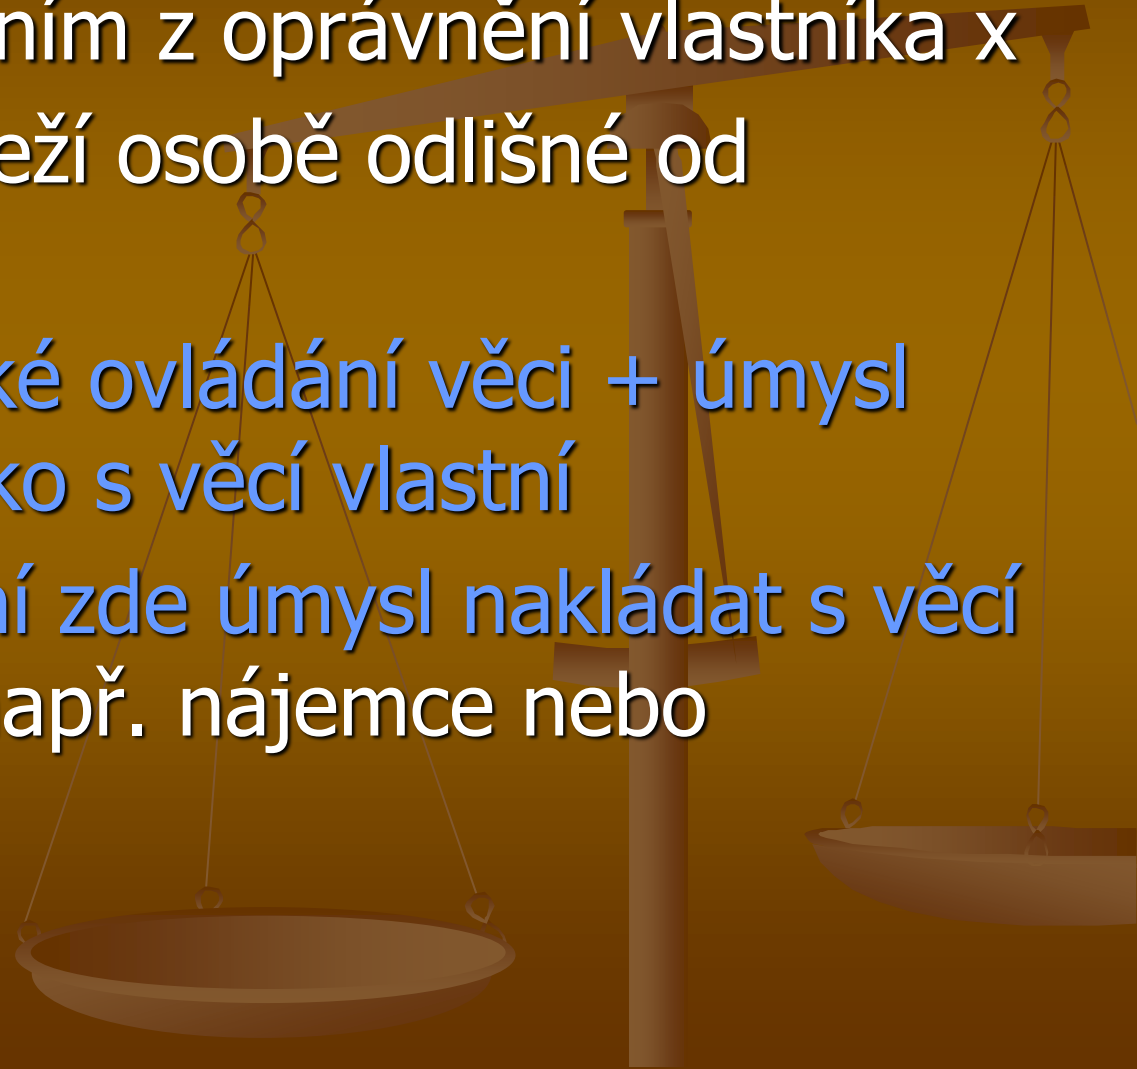 ním z oprávnění vlastníka x
eží osobě odlišné od
ké ovládání věci + úmysl
ko s věcí vlastní
ní zde úmysl nakládat s věcí
apř. nájemce nebo